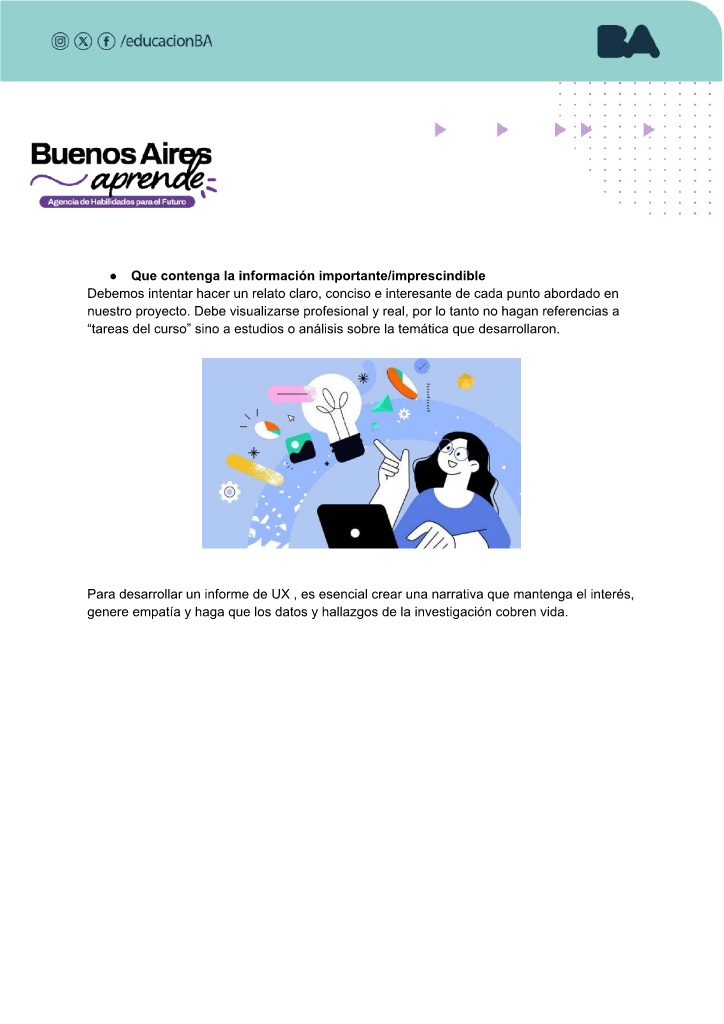 /educacionBA
BA
Buenos Aires
aprende
Agencia de Habilidades para el Futuro
● Que contenga la información importante/imprescindible
Debemos intentar hacer un relato claro, conciso e interesante de cada punto abordado en
nuestro proyecto. Debe visualizarse profesional y real, por lo tanto no hagan referencias a
“tareas del curso” sino a estudios o análisis sobre la temática que desarrollaron.
Para desarrollar un informe de UX , es esencial crear una narrativa que mantenga el interés,
genere empatía y haga que los datos y hallazgos de la investigación cobren vida.